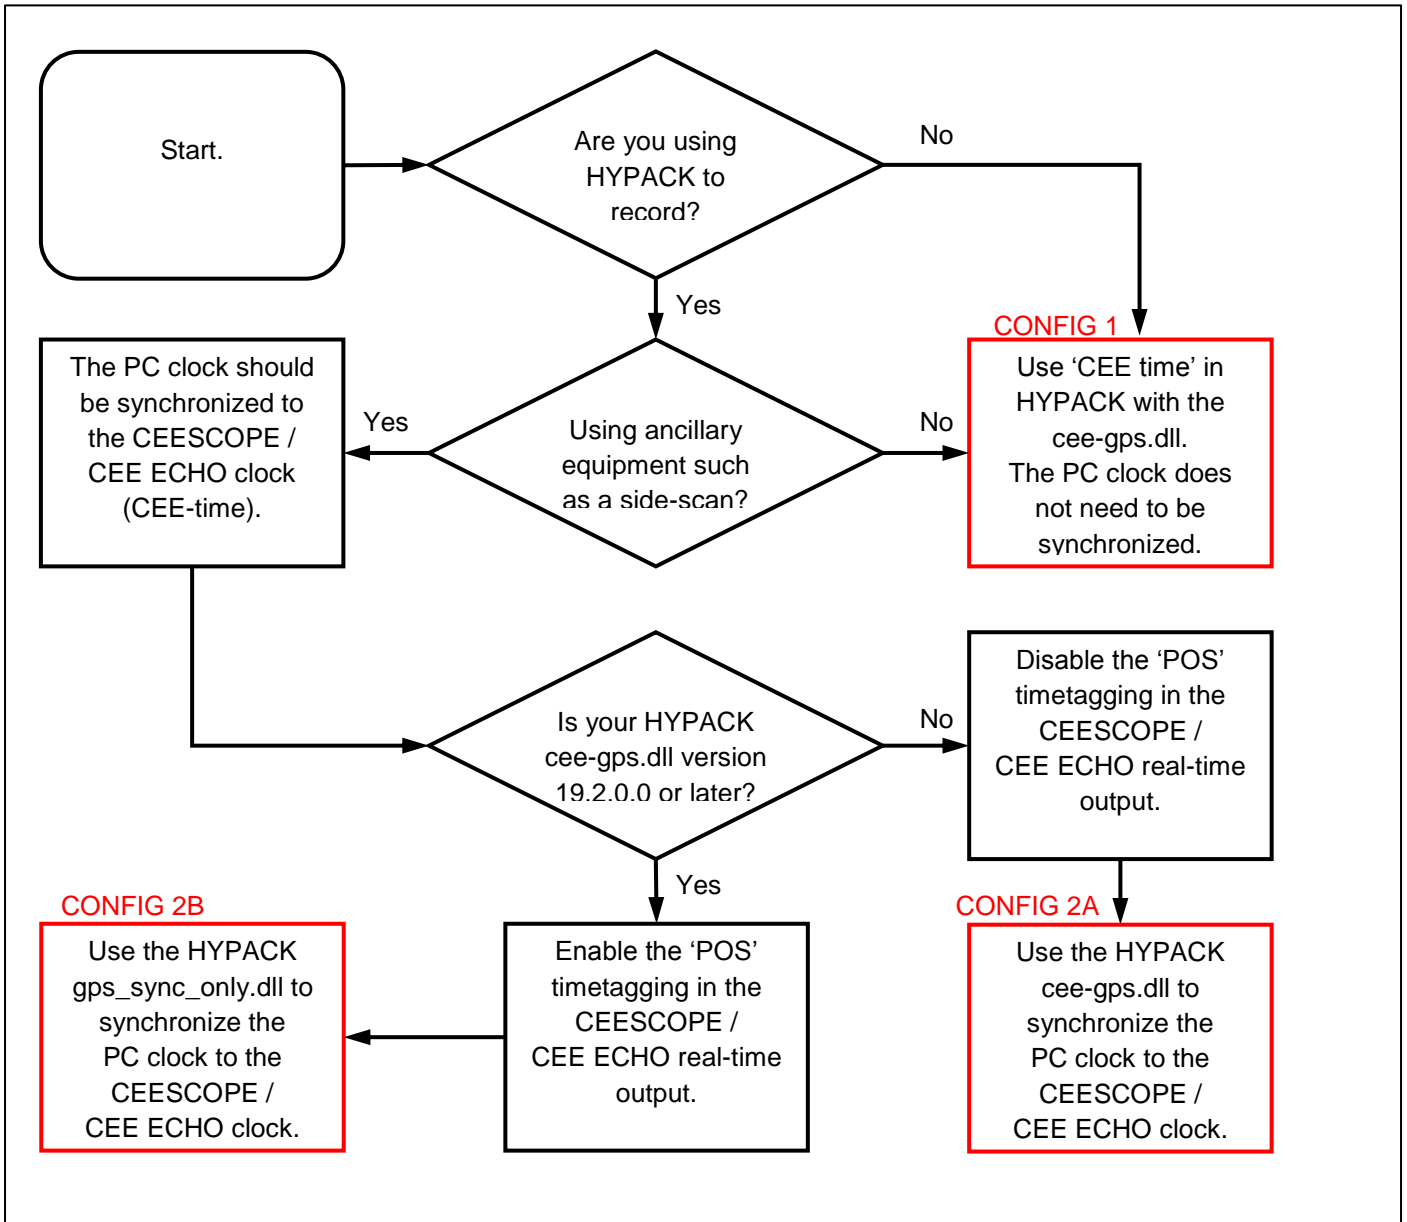 Start.
Are you using
HYPACK to
record?
No
Yes
CONFIG 1
Use ‘CEE time’ in
HYPACK with the
cee-gps.dll.
The PC clock does
not need to be
synchronized.
Using ancillary
equipment such
as a side-scan?
No
Yes
The PC clock should
be synchronized to
the CEESCOPE /
CEE ECHO clock
(CEE-time).
Is your HYPACK
cee-gps.dll version
19.2.0.0 or later?
No
Disable the ‘POS’
timetagging in the
CEESCOPE /
CEE ECHO real-time
output.
Yes
CONFIG 2A
Use the HYPACK
cee-gps.dll to
synchronize the
PC clock to the
CEESCOPE /
CEE ECHO clock.
Enable the ‘POS’
timetagging in the
CEESCOPE /
CEE ECHO real-time
output.
CONFIG 2B
Use the HYPACK
gps_sync_only.dll to
synchronize the
PC clock to the
CEESCOPE /
CEE ECHO clock.